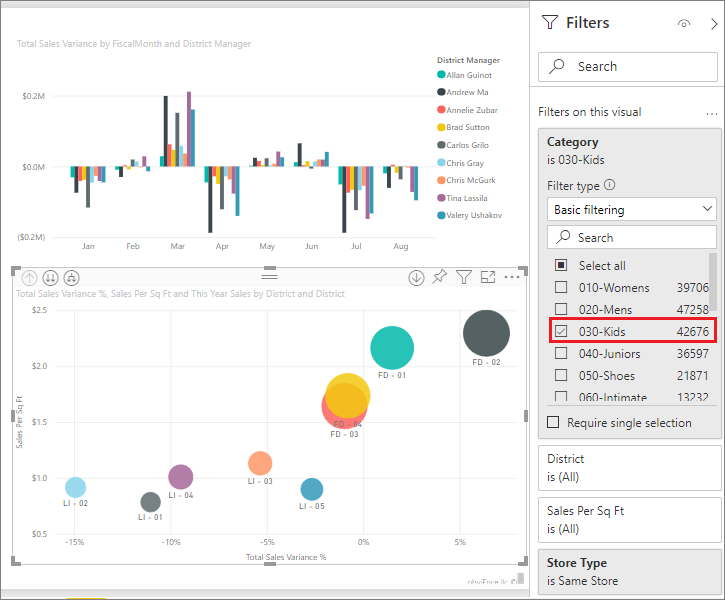 Total Sales Variance by FiscalMonth and District Manager
District Manager
Allan Guinot
Andrew Ma
Annelie Zubar
Brad Sutton
Carlos Grilo
Chris Gray
Chris McGurk
Tina Lassila
Valery Ushakov
$0.2M
$0.0M
($0.2M)
Jan Feb Mar Apr May Jun Jul Aug
Total Sales Variance %, Sales Per Sq Ft and This Year Sales by District and District
Sales Per Sq Ft
$2.5
$2.0
$1.5
$1.0
$0.5
FD - 02
FD - 01
FD - 04
FD - 03
LI - 03
LI - 04
LI - 02
LI - 05
LI - 01
-15% -10% -5% 0% 5%
Total Sales Variance %
obviEnce llc ©
Filters
Search
Filters on this visual
Category
is 030-Kids
Filter type
Basic filtering
Search
Select all
010-Womens 39706
020-Mens 47258
030-Kids 42676
040-Juniors 36597
050-Shoes 21871
060-Intimate 13232
Require single selection
District
is (All)
Sales Per Sq Ft
is (All)
Store Type
is Same Store